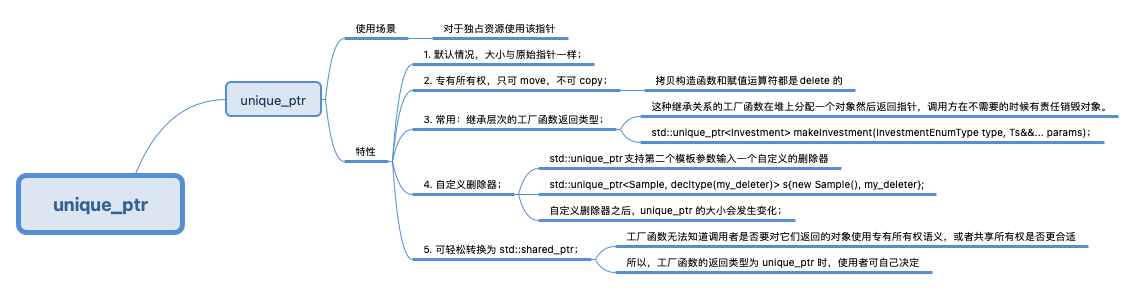 unique_ptr
unique_ptr
使用场景
对于独占资源使用该指针
特性
1. 默认情况，大小与原始指针一样；
2. 专有所有权，只可 move，不可 copy；
拷贝构造函数和赋值运算符都是 delete 的
3. 常用：继承层次的工厂函数返回类型；
这种继承关系的工厂函数在堆上分配一个对象然后返回指针，调用方在不需要的时候有责任销毁对象。
std::unique_ptr<Investment> makeInvestment(InvestmentEnumType type, Ts&&... params)；
4. 自定义删除器；
std::unique_ptr 支持第二个模板参数输入一个自定义的删除器
std::unique_ptr<Sample, decltype(my_deleter)> s{new Sample(), my_deleter};
自定义删除器之后，unique_ptr 的大小会发生变化；
5. 可轻松转换为 std::shared_ptr；
工厂函数无法知道调用者是否要对它们返回的对象使用专有所有权语义，或者共享所有权是否更合适
所以，工厂函数的返回类型为 unique_ptr 时，使用者可自己决定